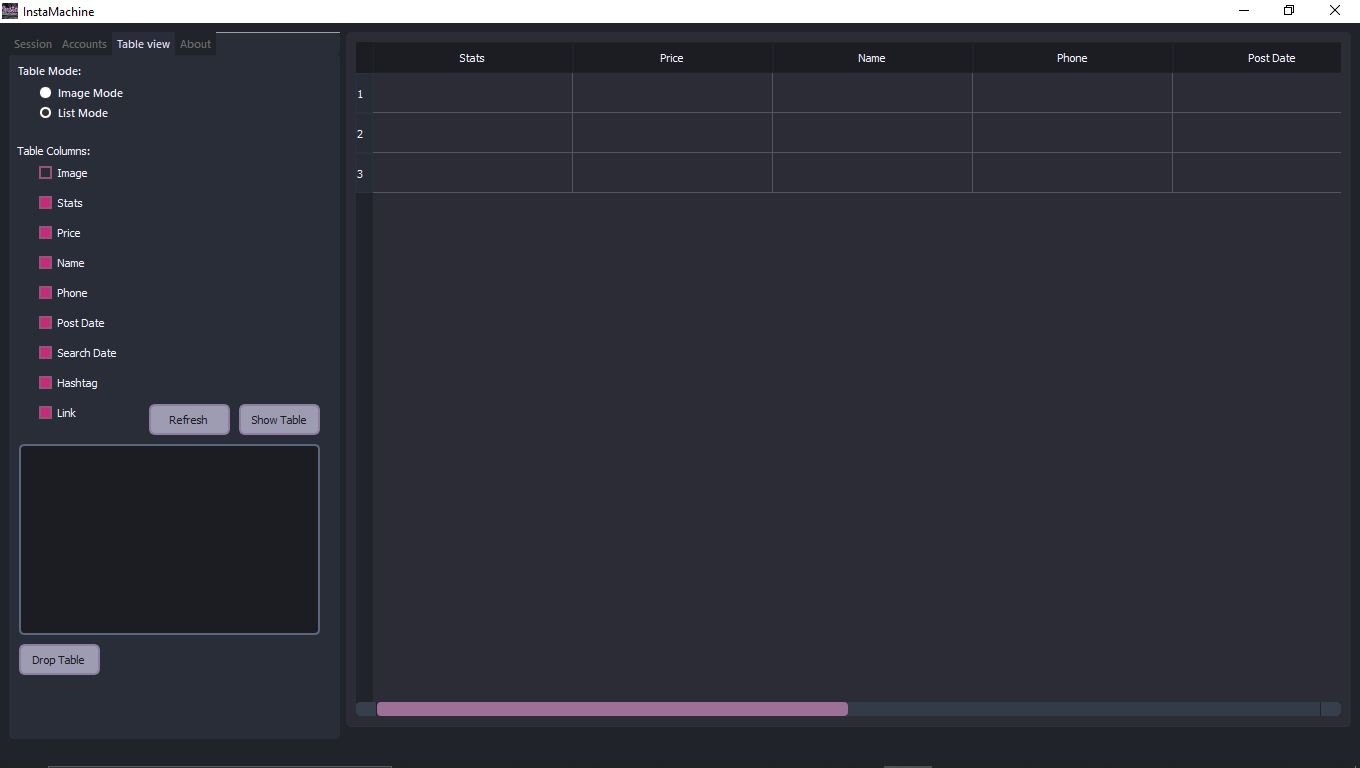 InstaMachine
Session Accounts Table view About
Table Mode:
Image Mode
List Mode
Table Columns:
Image
Stats
Price
Name
Phone
Post Date
Search Date
Hashtag
Link
Refresh Show Table
Drop Table
Stats Price Name Phone Post Date
1
2
3